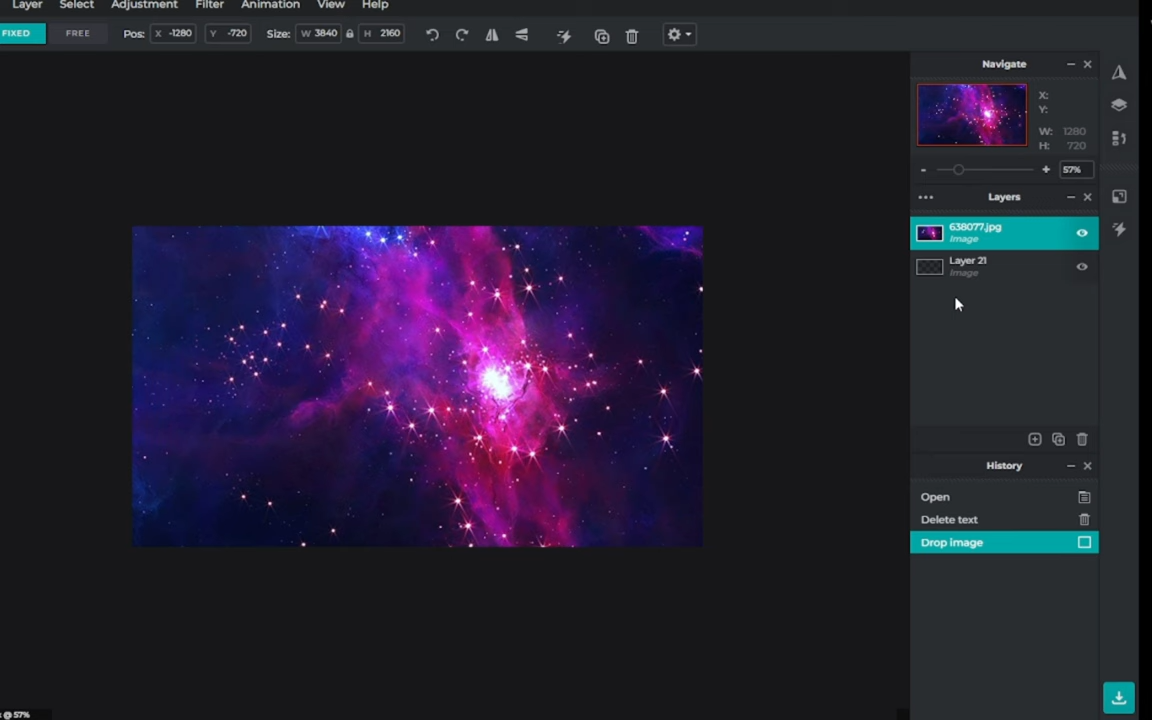 Layer Select Adjustment Filter Animation View Help
FIXED FREE Pos: X -1280 Y -720 Size: W 3840 H 2160
Navigate
X:
Y:
W: 1280
H: 720
- + 57%
Layers
638077.jpg
Image
Layer 21
Image
History
Open
Delete text
Drop image
@ 57%